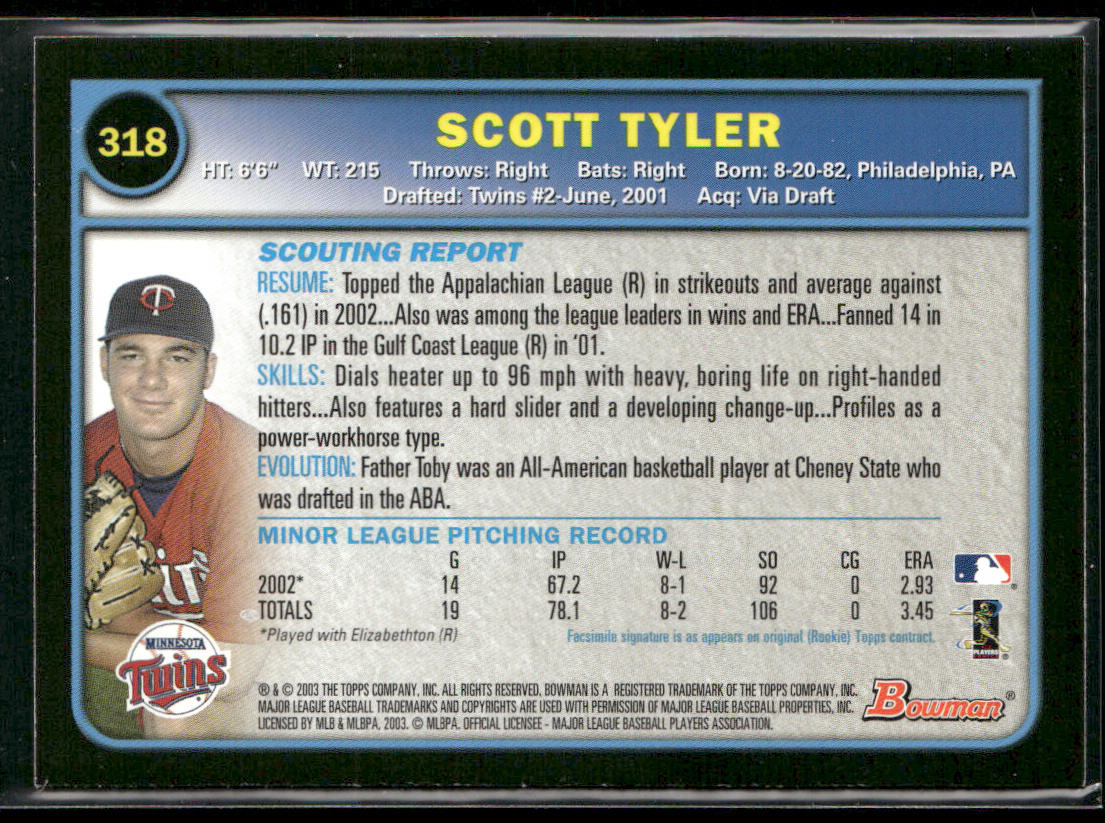 318
SCOTT TYLER
HT: 6'6" WT: 215 Throws: Right Bats: Right Born: 8-20-82, Philadelphia, PA
Drafted: Twins #2-June, 2001 Acq: Via Draft
SCOUTING REPORT
RESUME: Topped the Appalachian League (R) in strikeouts and average against
(.161) in 2002...Also was among the league leaders in wins and ERA...Fanned 14 in
10.2 IP in the Gulf Coast League (R) in '01.
SKILLS: Dials heater up to 96 mph with heavy, boring life on right-handed
hitters...Also features a hard slider and a developing change-up...Profiles as a
power-workhorse type.
EVOLUTION: Father Toby was an All-American basketball player at Cheney State who
was drafted in the ABA.
MINOR LEAGUE PITCHING RECORD
G IP W-L SO CG ERA
2002* 14 67.2 8-1 92 0 2.93
TOTALS 19 78.1 8-2 106 0 3.45
*Played with Elizabethton (R) Facsimile signature is as appears on original (Rookie) Topps contract.
PLAYERS
MINNESOTA
Twins
® & © 2003 THE TOPPS COMPANY, INC. ALL RIGHTS RESERVED. BOWMAN IS A REGISTERED TRADEMARK OF THE TOPPS COMPANY, INC.
MAJOR LEAGUE BASEBALL TRADEMARKS AND COPYRIGHTS ARE USED WITH PERMISSION OF MAJOR LEAGUE BASEBALL PROPERTIES, INC.
LICENSED BY MLB & MLBPA, 2003. © MLBPA. OFFICIAL LICENSEE - MAJOR LEAGUE BASEBALL PLAYERS ASSOCIATION.
Bowman®